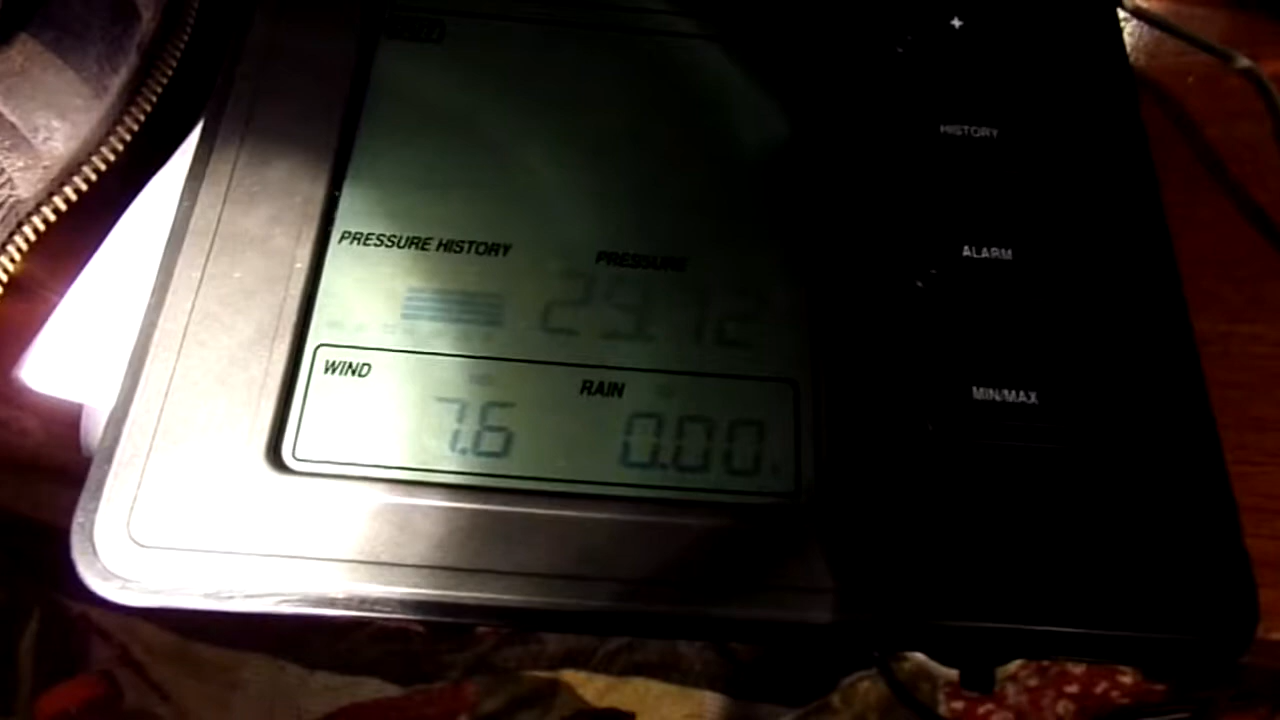 +
HISTORY
PRESSURE HISTORY
PRESSURE
ALARM
29.12
WIND
RAIN
MIN/MAX
7.6
0.00